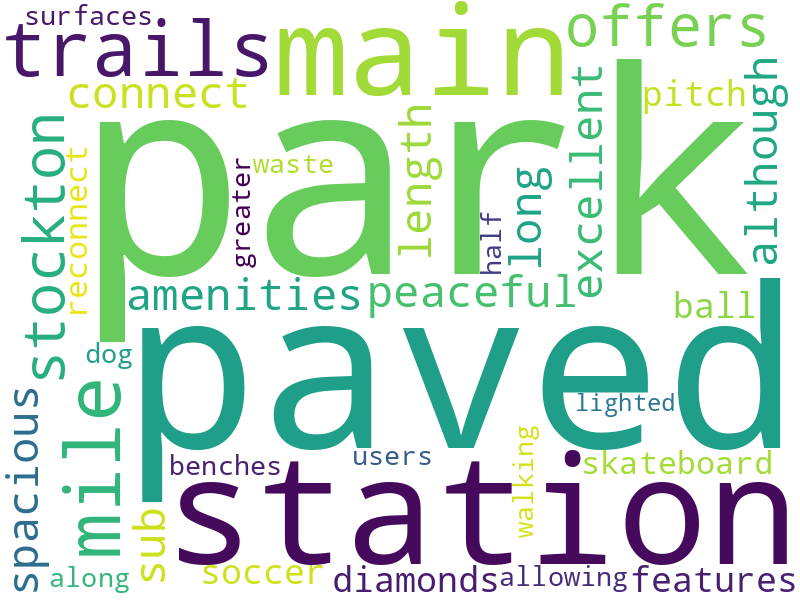 surfaces
trails
main
offers
connect
pitch
park
stockton
reconnect
greater
waste
length
long
half
excellent
although
amenities
peaceful
ball
paved
dog
mile
lighted
spacious
benches
users
walking
skateboard
station
sub
along
soccer
diamonds
allowing
features